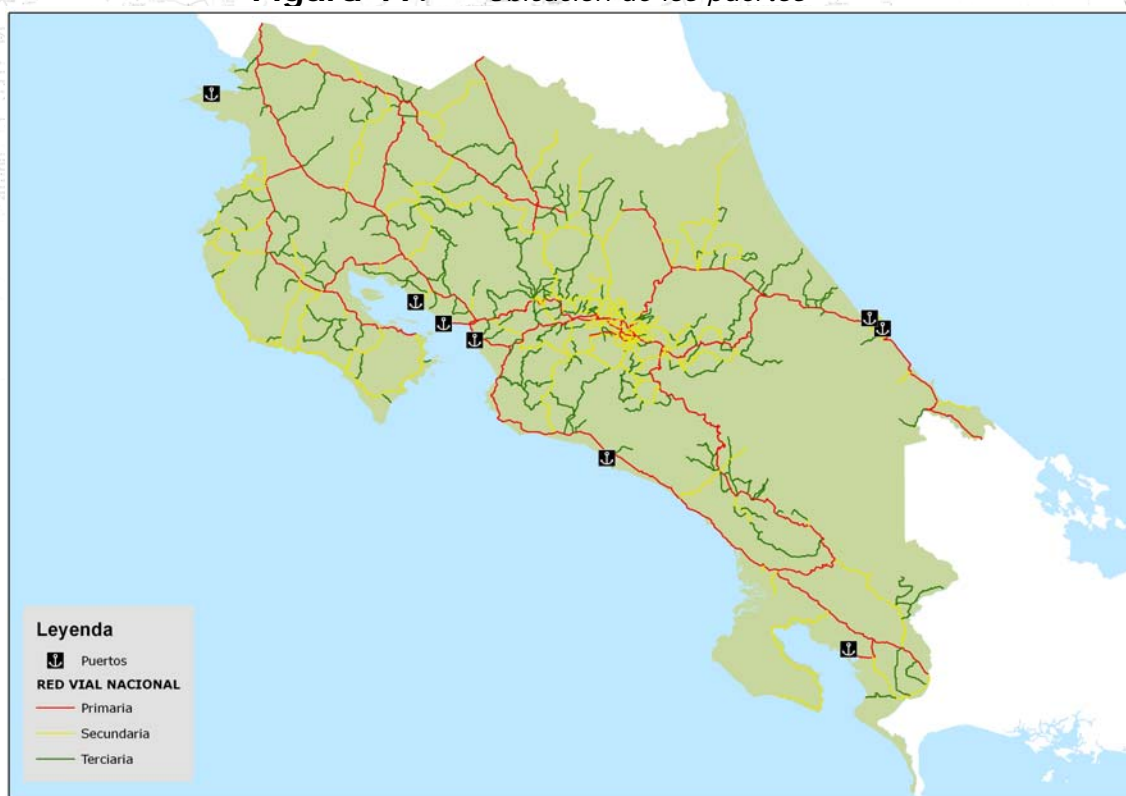 Ubicación de los puertos
Leyenda
Puertos
RED VIAL NACIONAL
Primaria
Secundaria
Terciaria